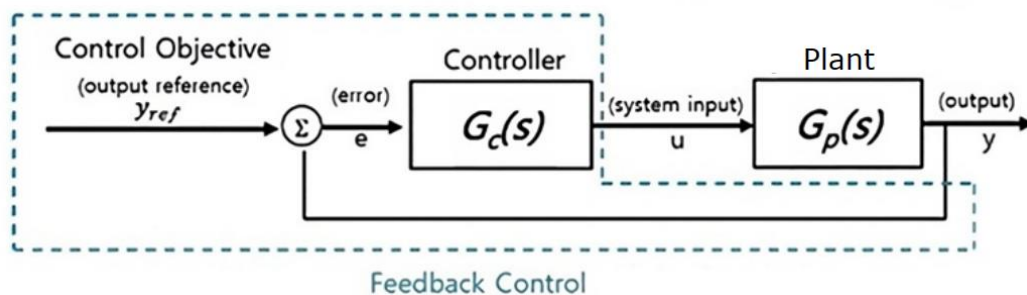 Control Objective
(output reference)
y_ref
Σ
(error)
e
Controller
G_c(s)
(system input)
u
Plant
G_p(s)
(output)
y
Feedback Control